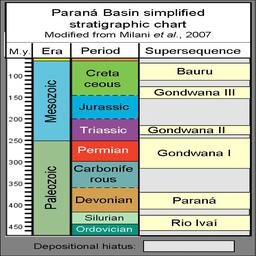 Paraná Basin simplified
stratigraphic chart
Modified from Milani et al., 2007
M.y. Era Period Supersequence
Mesozoic
Paleozoic
100
150
200
250
300
350
400
450
Creta
ceous
Jurassic
Triassic
Permian
Carbonife
rous
Devonian
Silurian
Ordovician
Bauru
Gondwana III
Gondwana II
Gondwana I
Paraná
Rio Ivaí
Depositional hiatus: